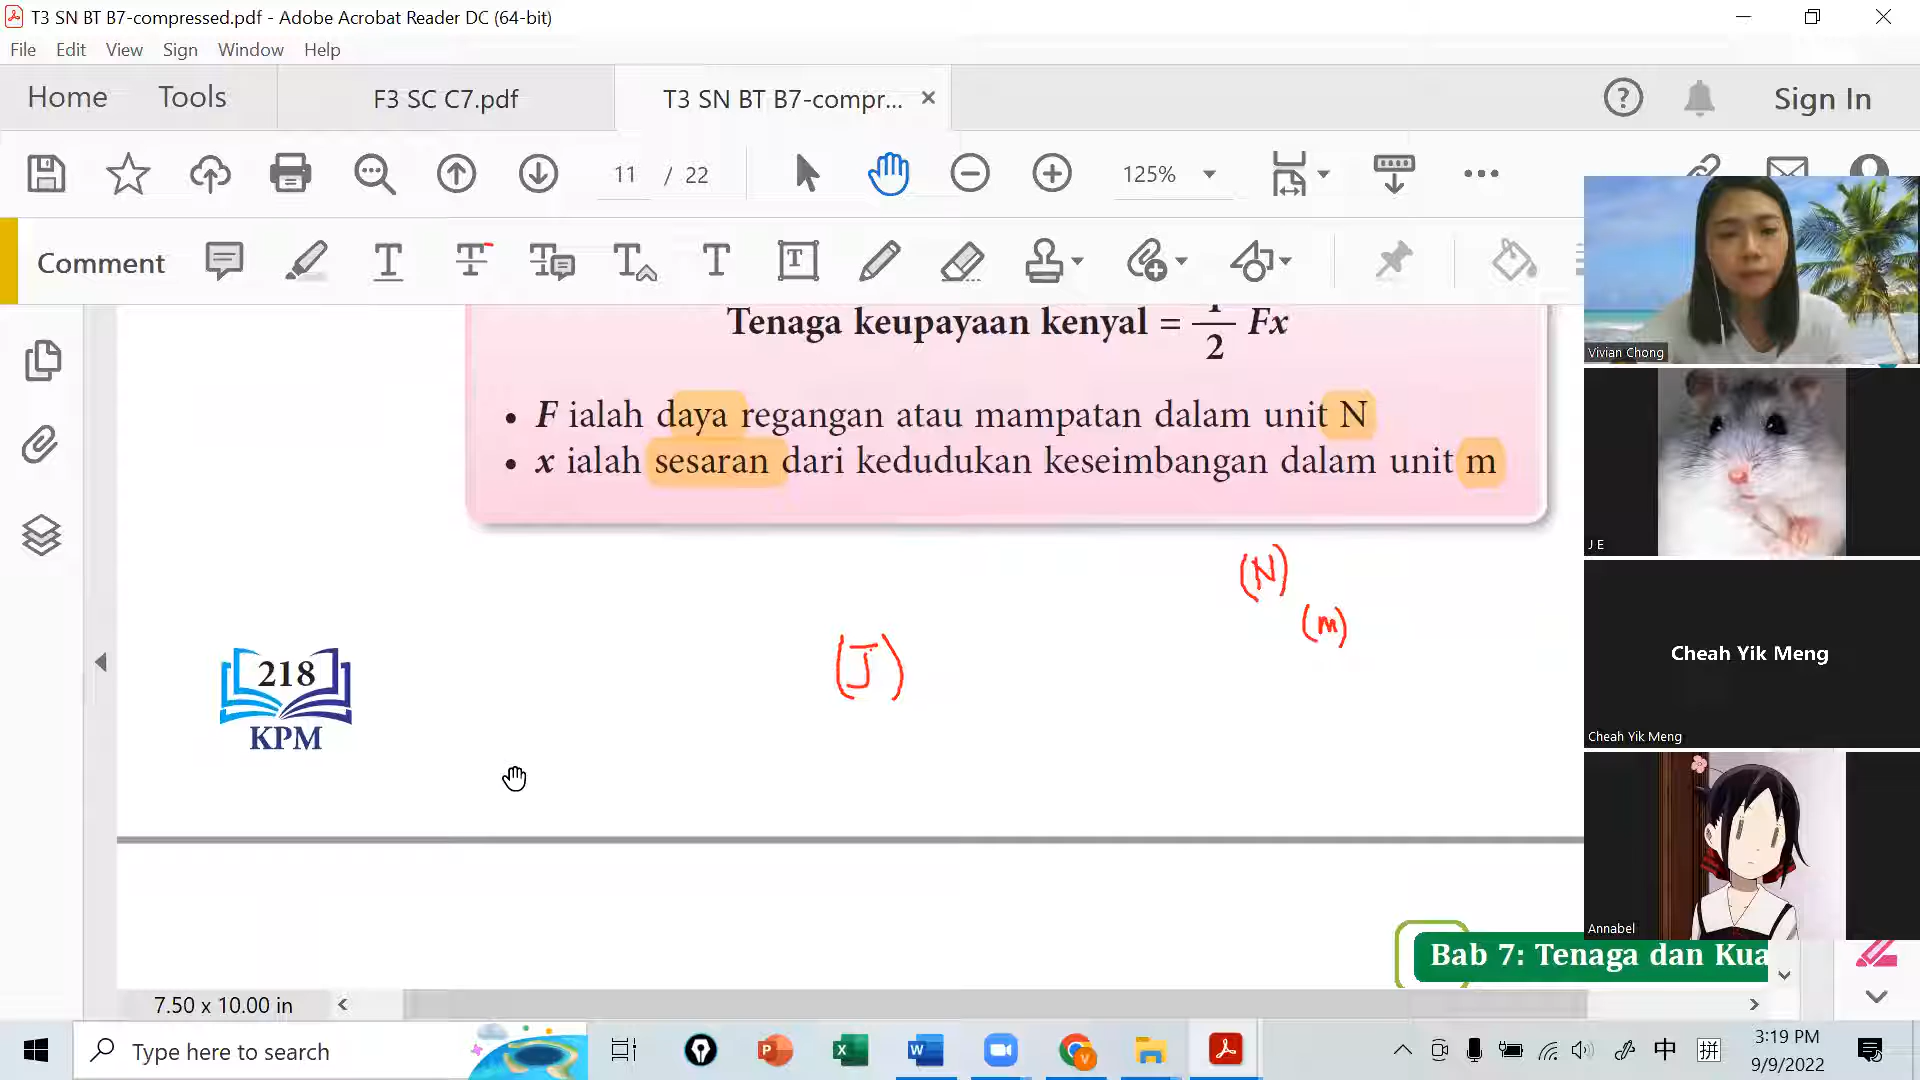 T3 SN BT B7-compressed.pdf - Adobe Acrobat Reader DC (64-bit)
File Edit View Sign Window Help
Home Tools F3 SC C7.pdf T3 SN BT B7-compr... Sign In
11 / 22 125%
Comment
Tenaga keupayaan kenyal = 1/2 Fx
• F ialah daya regangan atau mampatan dalam unit N
• x ialah sesaran dari kedudukan keseimbangan dalam unit m
(N)
(m)
(J)
218
KPM
Bab 7: Tenaga dan Kua
7.50 x 10.00 in
Vivian Chong
J E
Cheah Yik Meng
Cheah Yik Meng
Annabel
Type here to search
中 拼
3:19 PM
9/9/2022